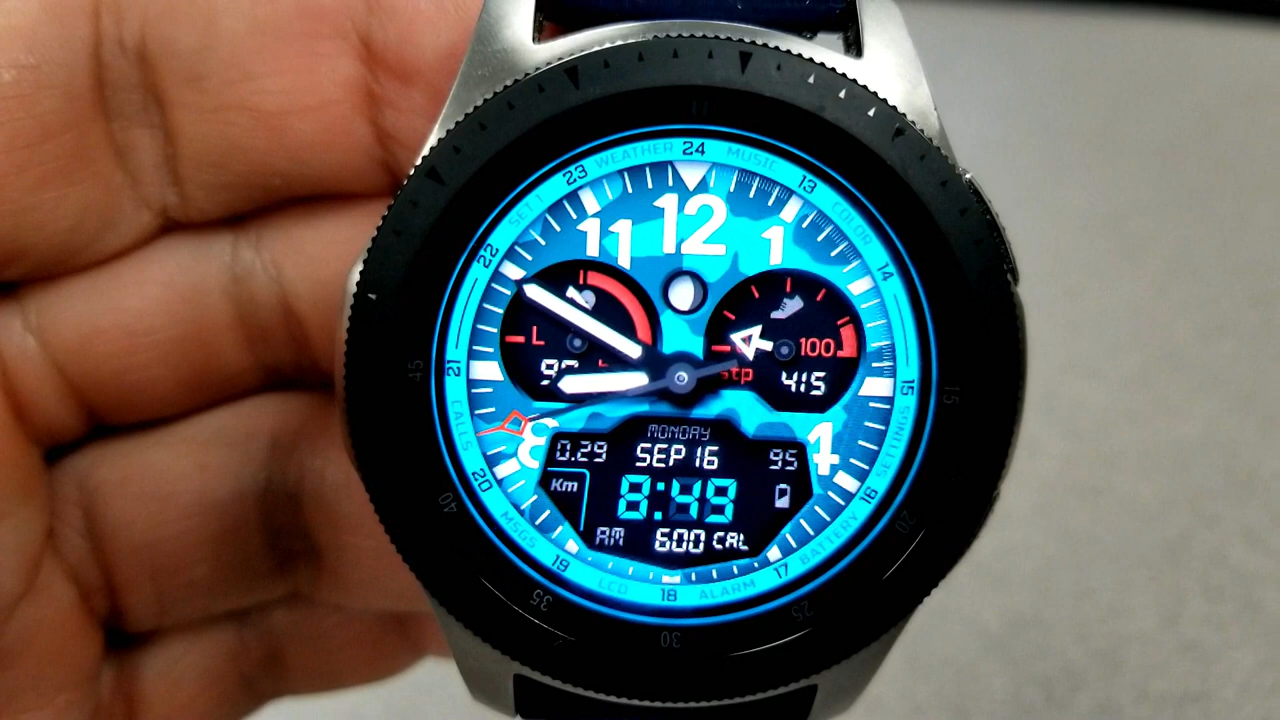 24
MUSIC
13
COLOR
14
15
SETTINGS
16
BATTERY
17
ALARM
18
LCD
19
MSGS
20
CALLS
21
22
SET 1
23
WEATHER
11 12 1
L
100
stp
415
8
4
MONDAY
0.29 SEP 16 95
Km
8:49
AM 600 CAL
45
15
40
20
35
30
25